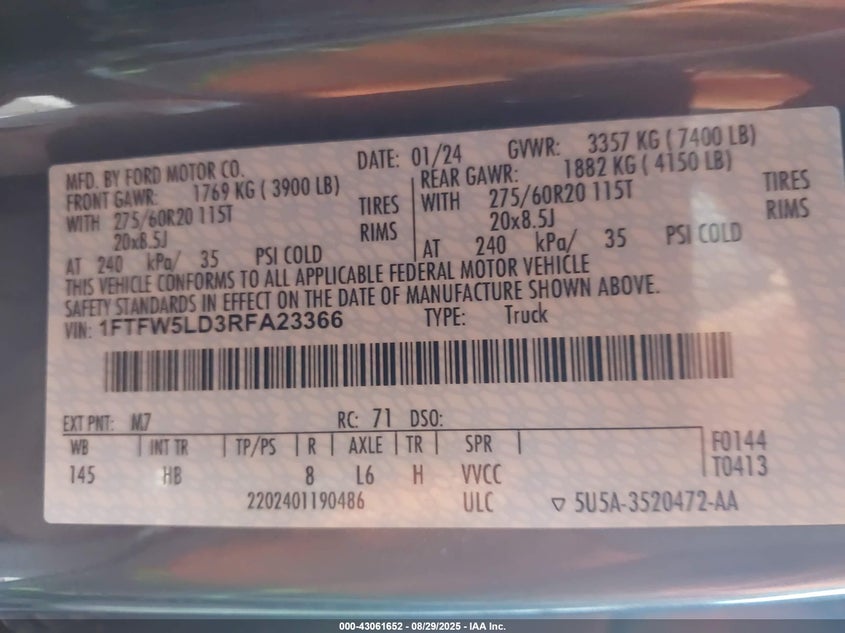 MFD. BY FORD MOTOR CO. DATE: 01/24 GVWR: 3357 KG ( 7400 LB)
FRONT GAWR: 1769 KG ( 3900 LB) REAR GAWR: 1882 KG ( 4150 LB)
WITH 275/60R20 115T TIRES WITH 275/60R20 115T TIRES
20x8.5J RIMS 20x8.5J RIMS
AT 240 kPa/ 35 PSI COLD AT 240 kPa/ 35 PSI COLD
THIS VEHICLE CONFORMS TO ALL APPLICABLE FEDERAL MOTOR VEHICLE
SAFETY STANDARDS IN EFFECT ON THE DATE OF MANUFACTURE SHOWN ABOVE.
VIN: 1FTFW5LD3RFA23366 TYPE: Truck
EXT PNT: M7 RC: 71 DSO:
WB INT TR TP/PS R AXLE TR SPR F0144
145 HB 8 L6 H VVCC T0413
2202401190486 ULC ▽ 5U5A-3520472-AA
000-43061652 - 08/29/2025 - IAA Inc.